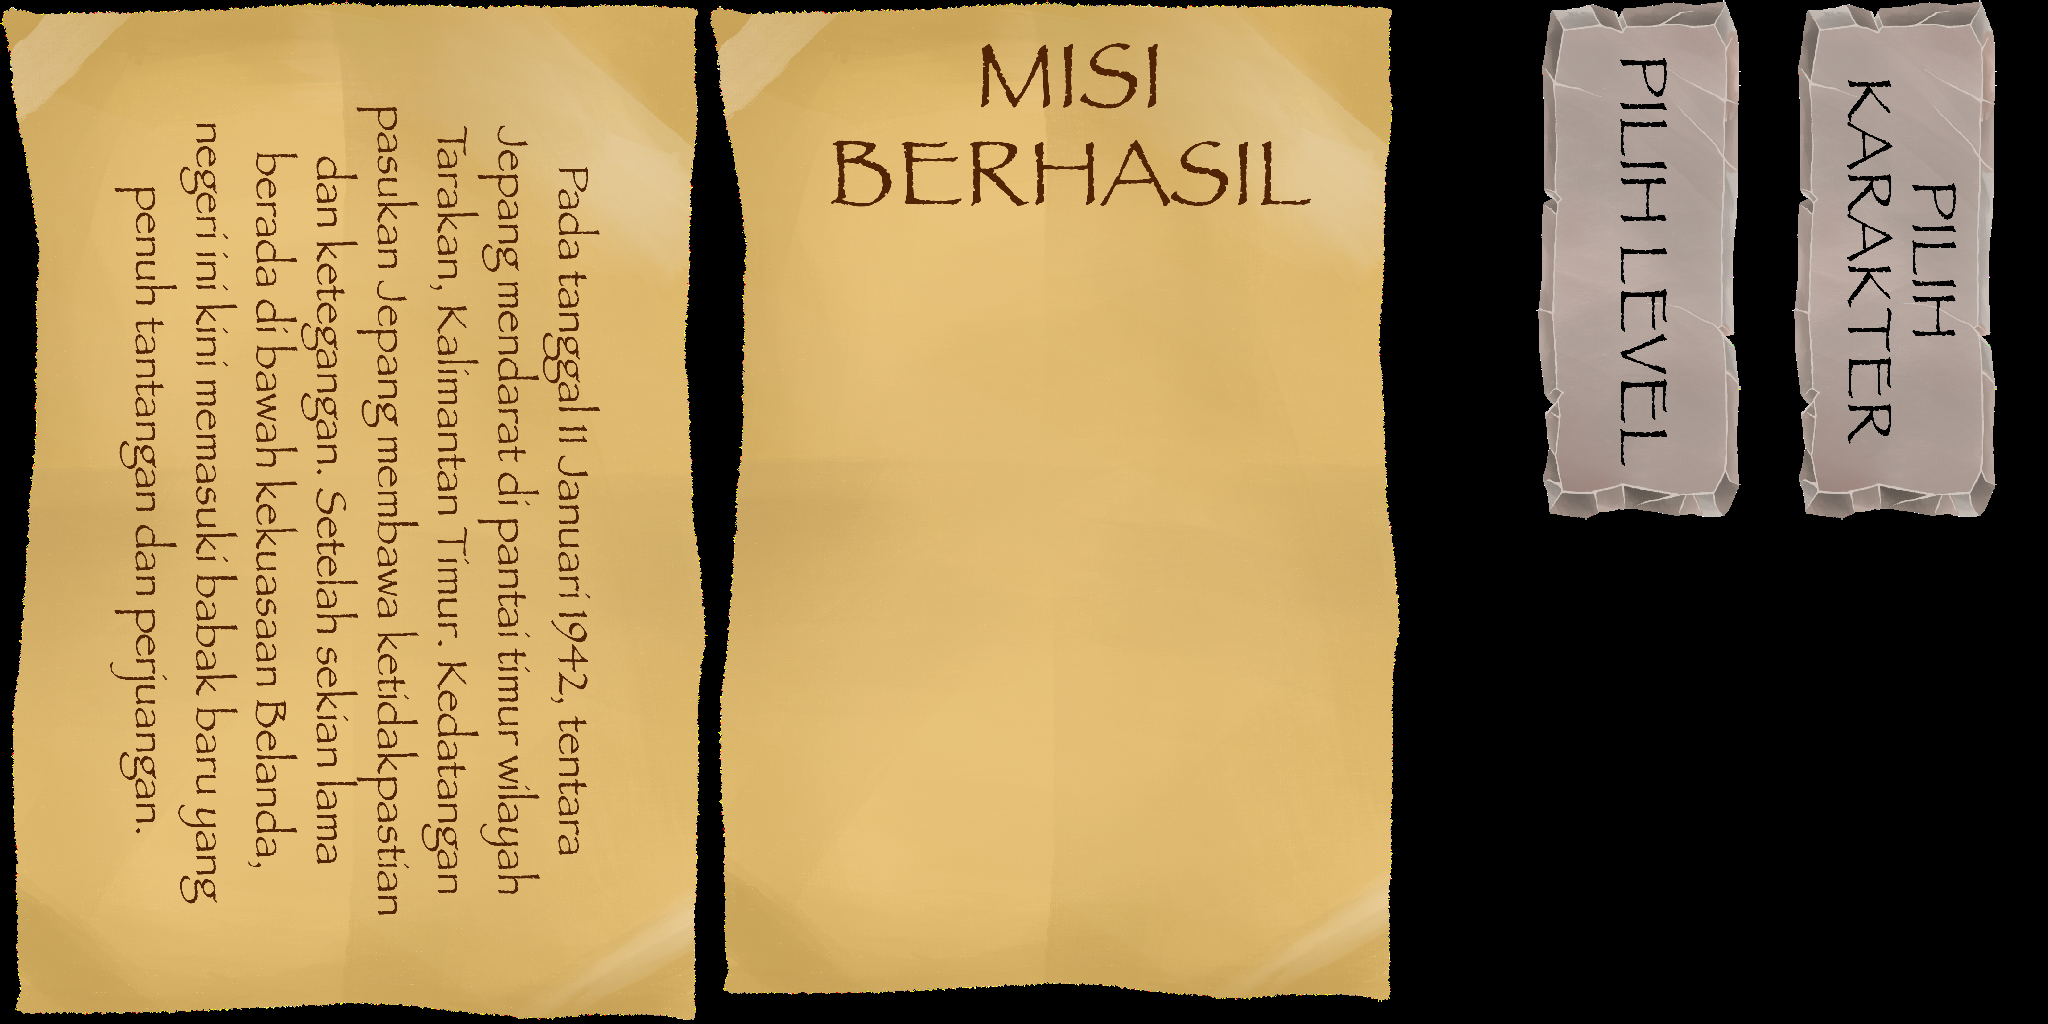 Pada tanggal 11 Januari 1942, tentara
Jepang mendarat di pantai timur wilayah
Tarakan, Kalimantan Timur. Kedatangan
pasukan Jepang membawa ketidakpastian
dan ketegangan. Setelah sekian lama
berada di bawah kekuasaan Belanda,
negeri ini kini memasuki babak baru yang
penuh tantangan dan perjuangan.
MISI
BERHASIL
PILIH LEVEL
PILIH
KARAKTER